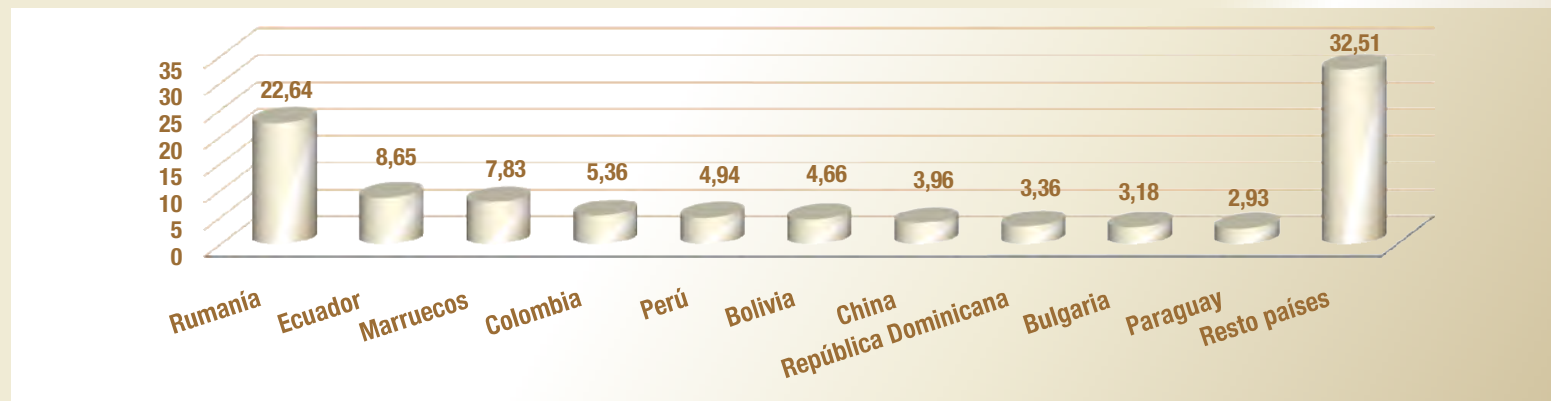 35
30
25
20
15
10
5
0
22,64
8,65
7,83
5,36
4,94
4,66
3,96
3,36
3,18
2,93
32,51
Rumanía
Ecuador
Marruecos
Colombia
Perú
Bolivia
China
República Dominicana
Bulgaria
Paraguay
Resto países